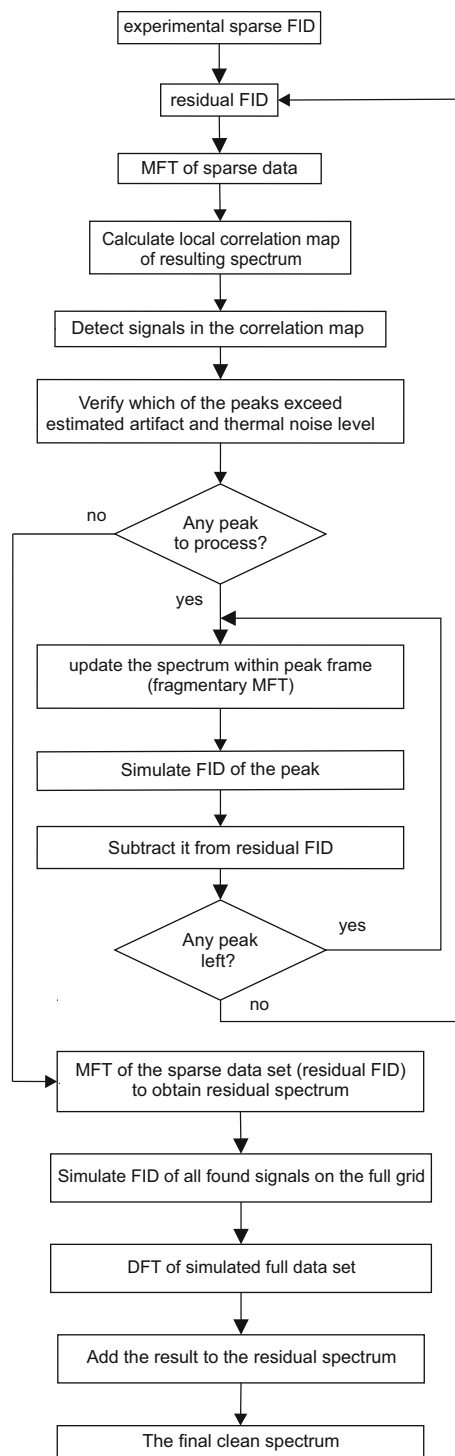 experimental sparse FID
residual FID
MFT of sparse data
Calculate local correlation map
of resulting spectrum
Detect signals in the correlation map
Verify which of the peaks exceed
estimated artifact and thermal noise level
no
Any peak
to process?
yes
update the spectrum within peak frame
(fragmentary MFT)
Simulate FID of the peak
Subtract it from residual FID
Any peak
left?
yes
no
MFT of the sparse data set (residual FID)
to obtain residual spectrum
Simulate FID of all found signals on the full grid
DFT of simulated full data set
Add the result to the residual spectrum
The final clean spectrum